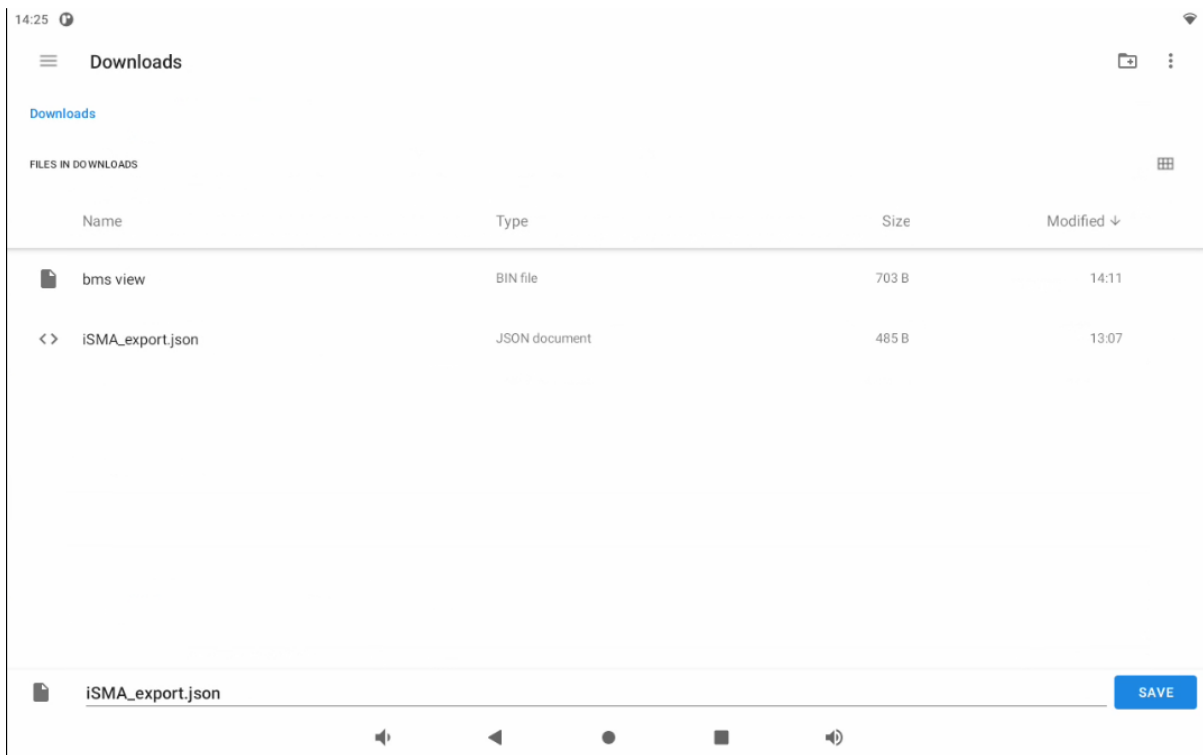 14:25
Downloads
Downloads
FILES IN DOWNLOADS
Name Type Size Modified
bms view BIN file 703 B 14:11
iSMA_export.json JSON document 485 B 13:07
iSMA_export.json SAVE